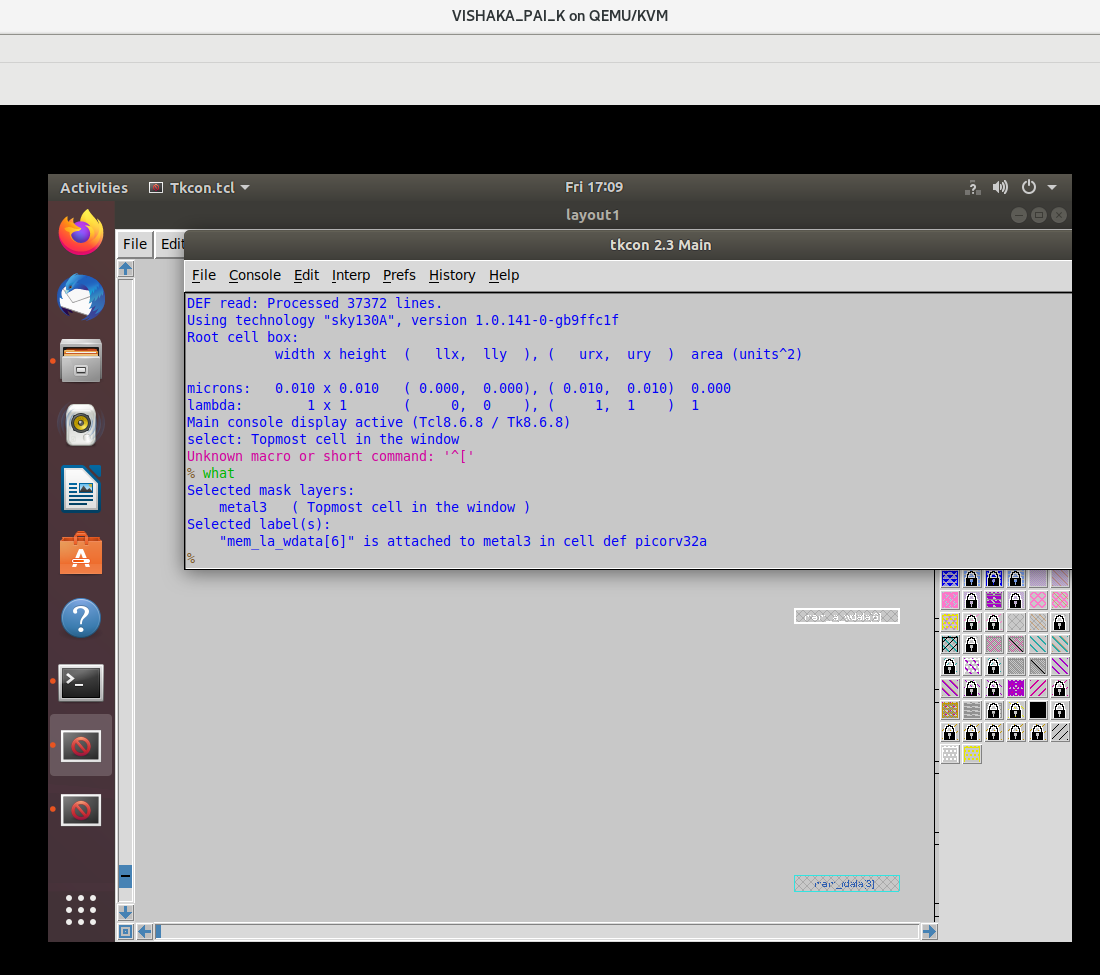 VISHAKA_PAI_K on QEMU/KVM
Activities Tkcon.tcl Fri 17:09
layout1
File Edit
tkcon 2.3 Main
File Console Edit Interp Prefs History Help
DEF read: Processed 37372 lines.
Using technology "sky130A", version 1.0.141-0-gb9ffc1f
Root cell box:
width x height ( llx, lly ), ( urx, ury ) area (units^2)
microns: 0.010 x 0.010 ( 0.000, 0.000), ( 0.010, 0.010) 0.000
lambda: 1 x 1 ( 0, 0 ), ( 1, 1 ) 1
Main console display active (Tcl8.6.8 / Tk8.6.8)
select: Topmost cell in the window
Unknown macro or short command: '^['
% what
Selected mask layers:
metal3 ( Topmost cell in the window )
Selected label(s):
"mem_la_wdata[6]" is attached to metal3 in cell def picorv32a
%